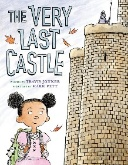 THE VERY
LAST
CASTLE
TRAVIS JONKER
MARK PETT